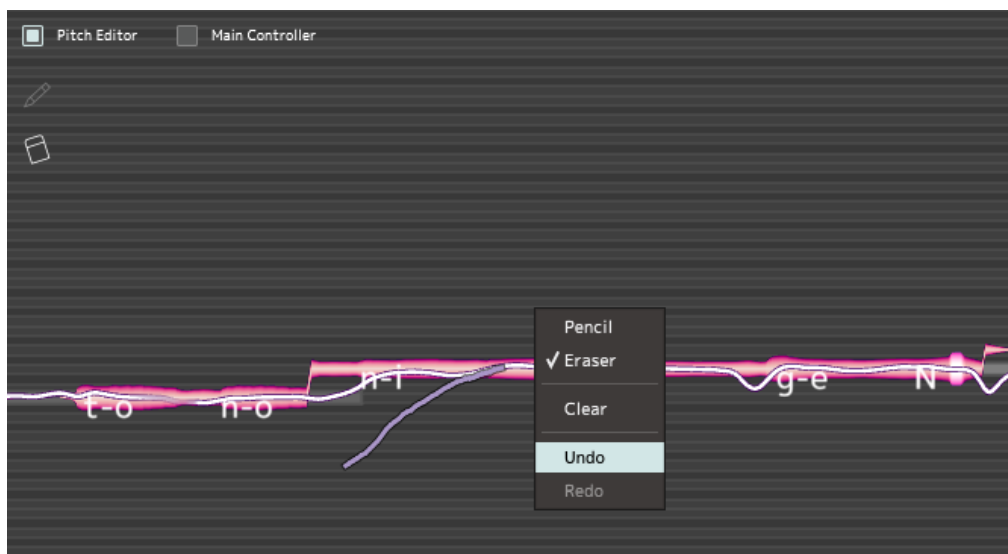 Pitch Editor
Main Controller
t-o
n-o
n-i
g-e
N
Pencil
Eraser
Clear
Undo
Redo